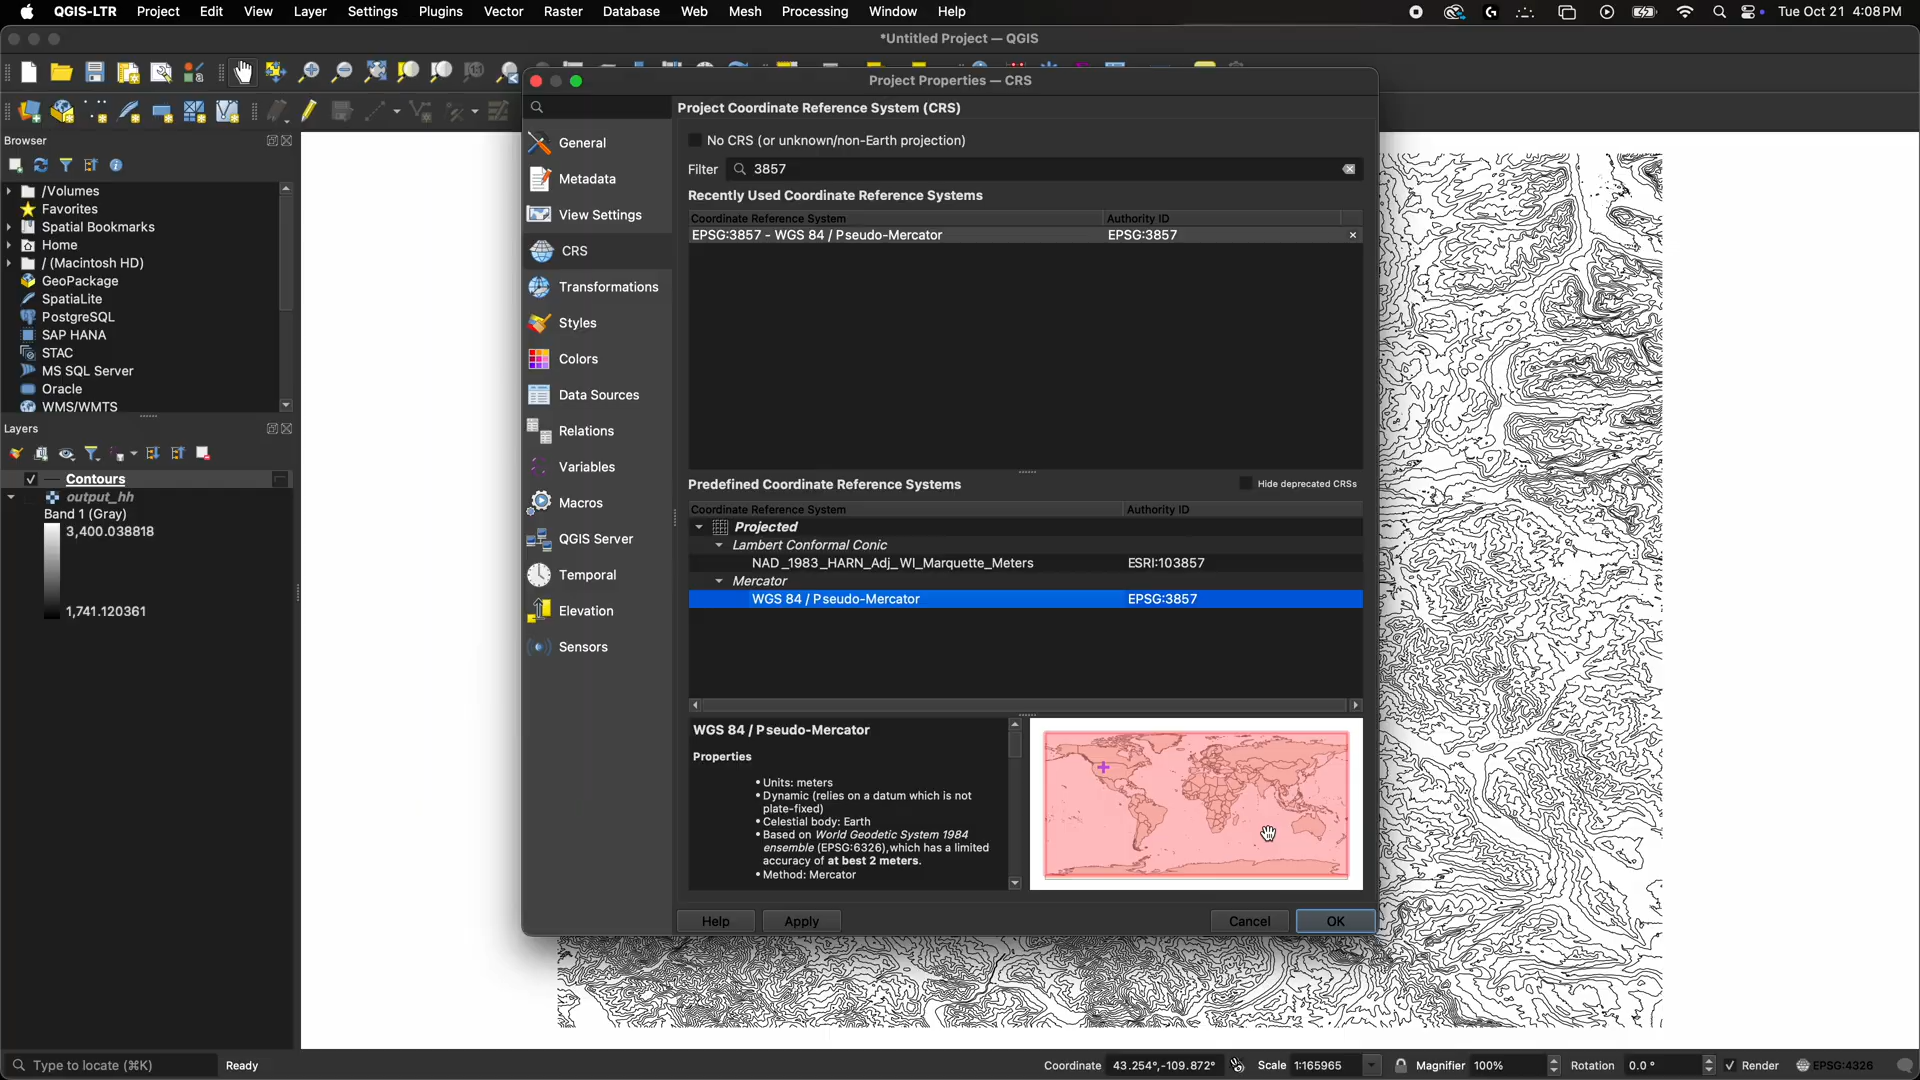 QGIS-LTR Project Edit View Layer Settings Plugins Vector Raster Database Web Mesh Processing Window Help Tue Oct 21 4:08 PM
*Untitled Project — QGIS
Project Properties — CRS
Browser
/Volumes
Favorites
Spatial Bookmarks
Home
/ (Macintosh HD)
GeoPackage
SpatiaLite
PostgreSQL
SAP HANA
STAC
MS SQL Server
Oracle
WMS/WMTS
Layers
Contours
output_hh
Band 1 (Gray)
3,400.038818
1,741.120361
General
Metadata
View Settings
CRS
Transformations
Styles
Colors
Data Sources
Relations
Variables
Macros
QGIS Server
Temporal
Elevation
Sensors
Project Coordinate Reference System (CRS)
No CRS (or unknown/non-Earth projection)
Filter 3857
Recently Used Coordinate Reference Systems
Coordinate Reference System Authority ID
EPSG:3857 - WGS 84 / Pseudo-Mercator EPSG:3857
Predefined Coordinate Reference Systems Hide deprecated CRSs
Coordinate Reference System Authority ID
Projected
Lambert Conformal Conic
NAD_1983_HARN_Adj_WI_Marquette_Meters ESRI:103857
Mercator
WGS 84 / Pseudo-Mercator EPSG:3857
WGS 84 / Pseudo-Mercator
Properties
• Units: meters
• Dynamic (relies on a datum which is not
plate-fixed)
• Celestial body: Earth
• Based on World Geodetic System 1984
ensemble (EPSG:6326),which has a limited
accuracy of at best 2 meters.
• Method: Mercator
Help Apply Cancel OK
Type to locate (⌘K) Ready Coordinate 43.254°,-109.872° Scale 1:165965 Magnifier 100% Rotation 0.0 ° Render EPSG:4326